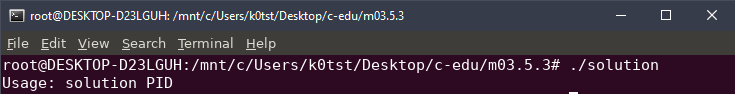 root@DESKTOP-D23LGUH: /mnt/c/Users/k0tst/Desktop/c-edu/m03.5.3
File Edit View Search Terminal Help
root@DESKTOP-D23LGUH:/mnt/c/Users/k0tst/Desktop/c-edu/m03.5.3# ./solution
Usage: solution PID